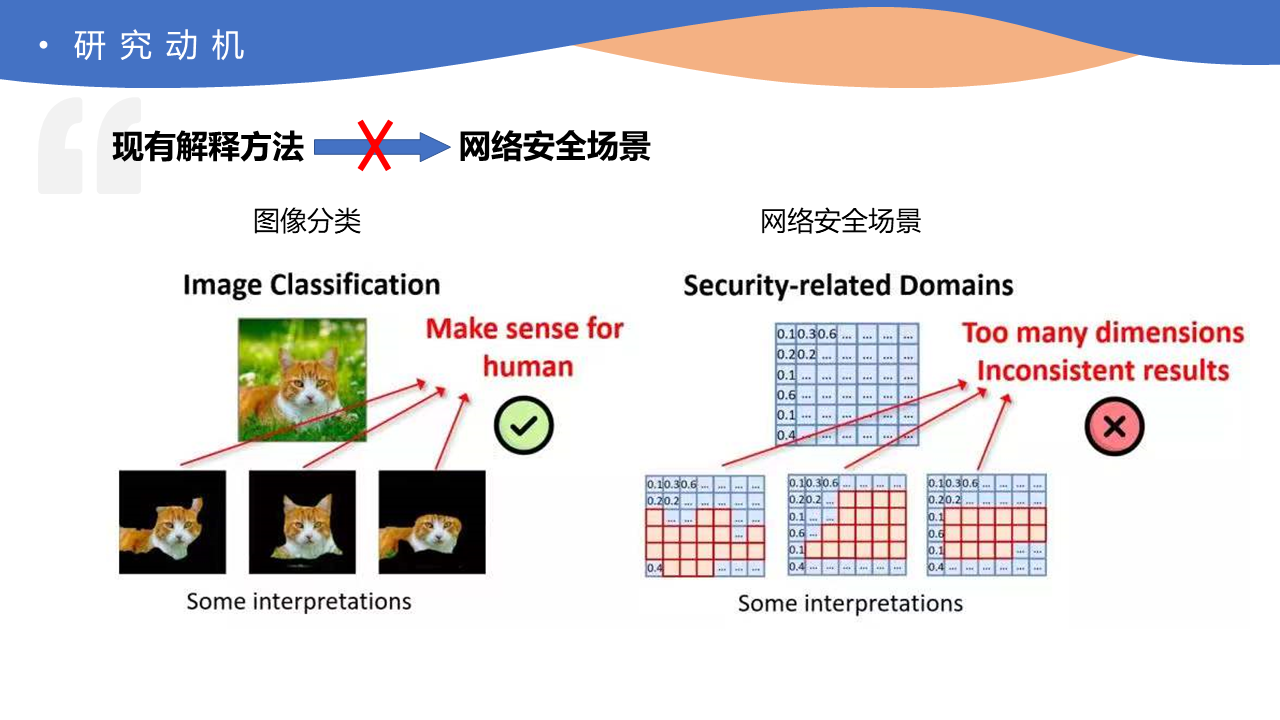 • 研究动机
现有解释方法
网络安全场景
图像分类
网络安全场景
Image Classification
Make sense for
human
Some interpretations
Security-related Domains
0.1 0.3 0.6 ... ... ... ...
0.2 0.2 ... ... ... ... ...
0.1 ... ... ... ... ... ...
0.6 ... ... ... ... ... ...
0.1 ... ... ... ... ... ...
0.4 ... ... ... ... ... ...
Too many dimensions
Inconsistent results
0.1 0.3 0.6 ... ... ... ...
0.2 0.2 ... ... ... ... ...
... ... ... ...
...
0.4 ... ... ...
0.1 0.3 0.6 ... ... ... ...
0.2 0.2 ...
0.1 ... ...
0.6 ...
0.1
0.4 ... ... ... ... ... ...
0.1 0.3 0.6 ... ... ... ...
0.2 0.2 ... ... ... ... ...
0.1
0.6
0.1 ... ...
0.4 ... ... ... ... ... ...
Some interpretations